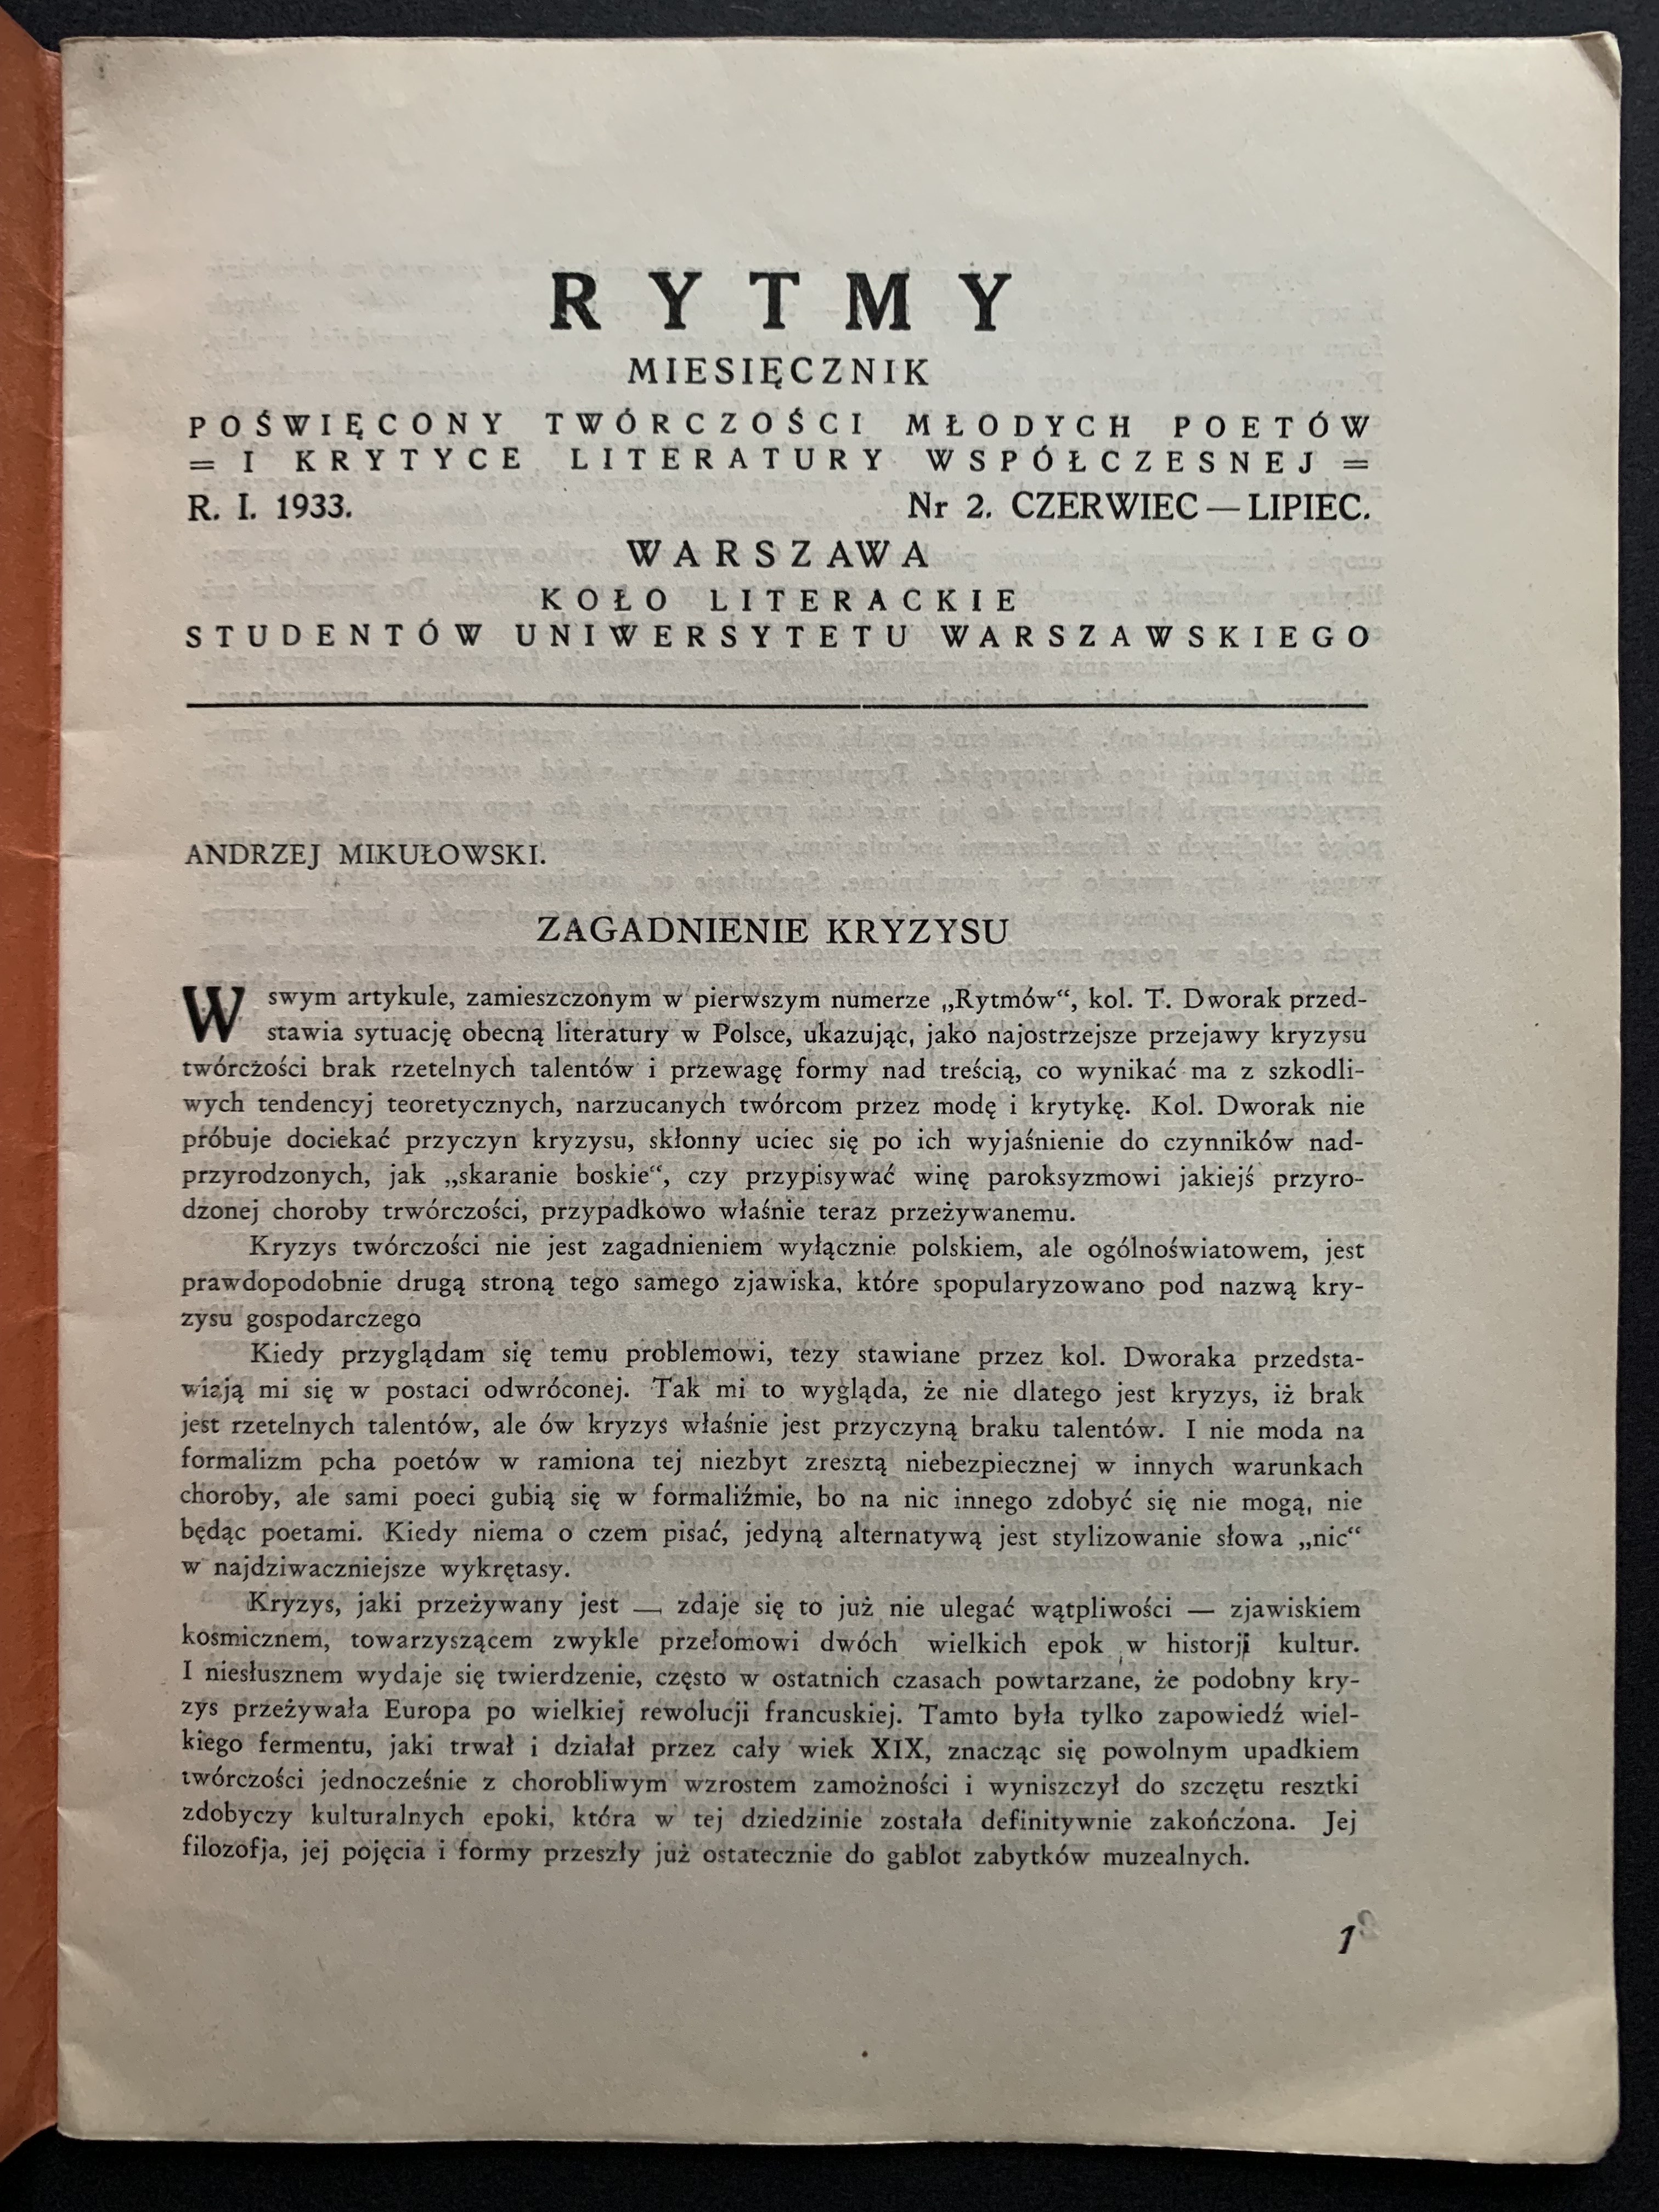 RYTMY
MIESIĘCZNIK
POŚWIĘCONY TWÓRCZOŚCI MŁODYCH POETÓW
= I KRYTYCE LITERATURY WSPÓŁCZESNEJ =
R. I. 1933. Nr 2. CZERWIEC — LIPIEC.
WARSZAWA
KOŁO LITERACKIE
STUDENTÓW UNIWERSYTETU WARSZAWSKIEGO
ANDRZEJ MIKUŁOWSKI.
ZAGADNIENIE KRYZYSU
W swym artykule, zamieszczonym w pierwszym numerze „Rytmów“, kol. T. Dworak przed-
stawia sytuację obecną literatury w Polsce, ukazując, jako najostrzejsze przejawy kryzysu
twórczości brak rzetelnych talentów i przewagę formy nad treścią, co wynikać ma z szkodli-
wych tendencyj teoretycznych, narzucanych twórcom przez modę i krytykę. Kol. Dworak nie
próbuje dociekać przyczyn kryzysu, skłonny uciec się po ich wyjaśnienie do czynników nad-
przyrodzonych, jak „skaranie boskie“, czy przypisywać winę paroksyzmowi jakiejś przyro-
dzonej choroby trwórczości, przypadkowo właśnie teraz przeżywanemu.
Kryzys twórczości nie jest zagadnieniem wyłącznie polskiem, ale ogólnoświatowem, jest
prawdopodobnie drugą stroną tego samego zjawiska, które spopularyzowano pod nazwą kry-
zysu gospodarczego
Kiedy przyglądam się temu problemowi, tezy stawiane przez kol. Dworaka przedsta-
wiają mi się w postaci odwróconej. Tak mi to wygląda, że nie dlatego jest kryzys, iż brak
jest rzetelnych talentów, ale ów kryzys właśnie jest przyczyną braku talentów. I nie moda na
formalizm pcha poetów w ramiona tej niezbyt zresztą niebezpiecznej w innych warunkach
choroby, ale sami poeci gubią się w formaliźmie, bo na nic innego zdobyć się nie mogą, nie
będąc poetami. Kiedy niema o czem pisać, jedyną alternatywą jest stylizowanie słowa „nic“
w najdziwaczniejsze wykrętasy.
Kryzys, jaki przeżywany jest — zdaje się to już nie ulegać wątpliwości — zjawiskiem
kosmicznem, towarzyszącem zwykle przełomowi dwóch wielkich epok w historji kultur.
I niesłusznem wydaje się twierdzenie, często w ostatnich czasach powtarzane, że podobny kry-
zys przeżywała Europa po wielkiej rewolucji francuskiej. Tamto była tylko zapowiedź wiel-
kiego fermentu, jaki trwał i działał przez cały wiek XIX, znacząc się powolnym upadkiem
twórczości jednocześnie z chorobliwym wzrostem zamożności i wyniszczył do szczętu resztki
zdobyczy kulturalnych epoki, która w tej dziedzinie została definitywnie zakończona. Jej
filozofja, jej pojęcia i formy przeszły już ostatecznie do gablot zabytków muzealnych.
1